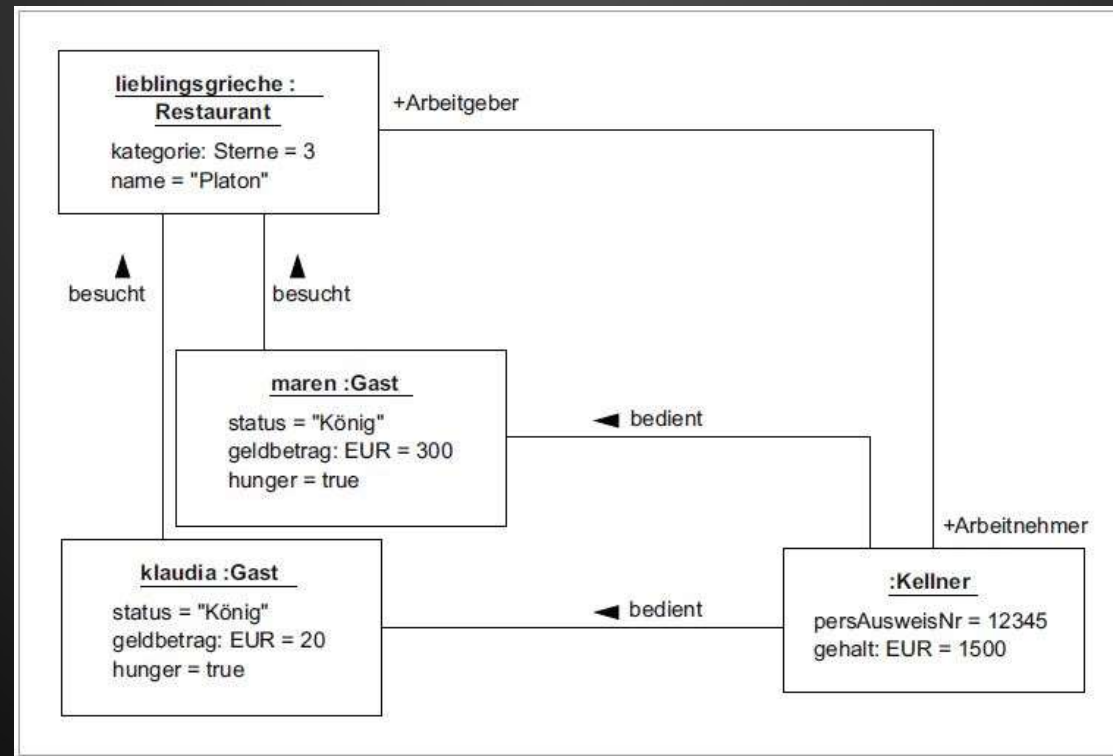 lieblingsgrieche :
Restaurant
kategorie: Sterne = 3
name = "Platon"
+Arbeitgeber
besucht
besucht
maren :Gast
status = "König"
geldbetrag: EUR = 300
hunger = true
bedient
+Arbeitnehmer
klaudia :Gast
status = "König"
geldbetrag: EUR = 20
hunger = true
bedient
:Kellner
persAusweisNr = 12345
gehalt: EUR = 1500